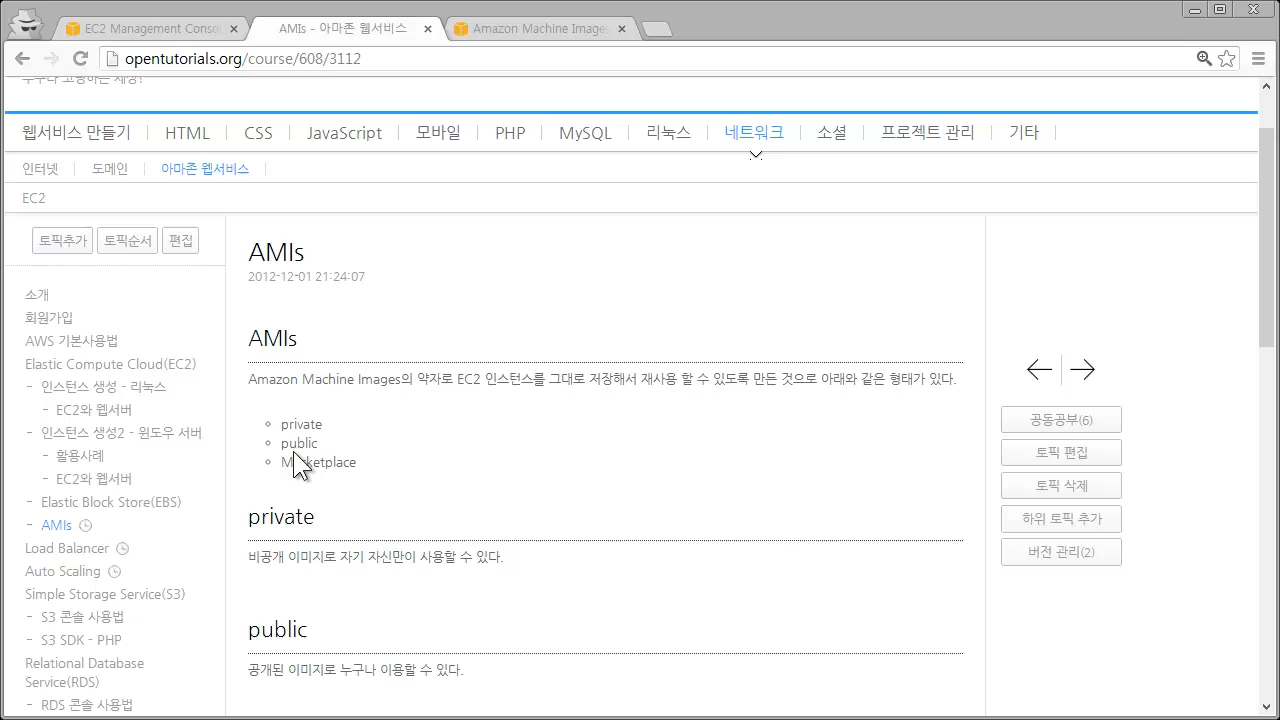 EC2 Management Consol
AMIs - 아마존 웹서비스
Amazon Machine Images
opentutorials.org/course/608/3112
누구나 코딩하는 세상!
웹서비스 만들기
HTML
CSS
JavaScript
모바일
PHP
MySQL
리눅스
네트워크
소셜
프로젝트 관리
기타
인터넷
도메인
아마존 웹서비스
EC2
토픽추가
토픽순서
편집
소개
회원가입
AWS 기본사용법
Elastic Compute Cloud(EC2)
- 인스턴스 생성 - 리눅스
- EC2와 웹서버
- 인스턴스 생성2 - 윈도우 서버
- 활용사례
- EC2와 웹서버
- Elastic Block Store(EBS)
- AMIs
Load Balancer
Auto Scaling
Simple Storage Service(S3)
- S3 콘솔 사용법
- S3 SDK - PHP
Relational Database
Service(RDS)
- RDS 콘솔 사용법
AMIs
2012-12-01 21:24:07
AMIs
Amazon Machine Images의 약자로 EC2 인스턴스를 그대로 저장해서 재사용 할 수 있도록 만든 것으로 아래와 같은 형태가 있다.
private
public
Marketplace
private
비공개 이미지로 자기 자신만이 사용할 수 있다.
public
공개된 이미지로 누구나 이용할 수 있다.
공동공부(6)
토픽 편집
토픽 삭제
하위 토픽 추가
버전 관리(2)